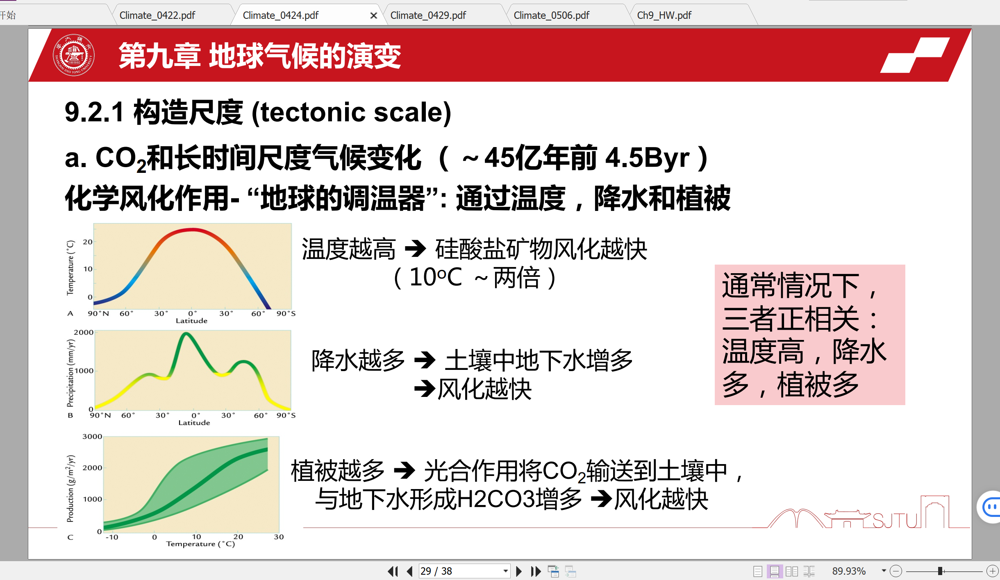 开始
Climate_0422.pdf
Climate_0424.pdf
Climate_0429.pdf
Climate_0506.pdf
Ch9_HW.pdf
SHANGHAI JIAO TONG UNIVERSITY
1896
第九章 地球气候的演变
9.2.1 构造尺度 (tectonic scale)
a. CO₂和长时间尺度气候变化（～45亿年前 4.5Byr）
化学风化作用- “地球的调温器”: 通过温度，降水和植被
Temperature (°C)
20
10
0
A
90°N 60° 30° 0° 30° 60° 90°S
Latitude
温度越高 ➔ 硅酸盐矿物风化越快
（10ºC ～两倍）
Precipitation (mm/yr)
2000
1000
0
B
90°N 60° 30° 0° 30° 60° 90°S
Latitude
降水越多 ➔ 土壤中地下水增多
➔风化越快
通常情况下，
三者正相关：
温度高，降水
多，植被多
Production (g/m²/yr)
3000
2000
1000
0
C
-10 0 10 20 30
Temperature (°C)
植被越多 ➔ 光合作用将CO₂输送到土壤中，
与地下水形成H2CO3增多 ➔风化越快
SJTU
29 / 38
89.93%